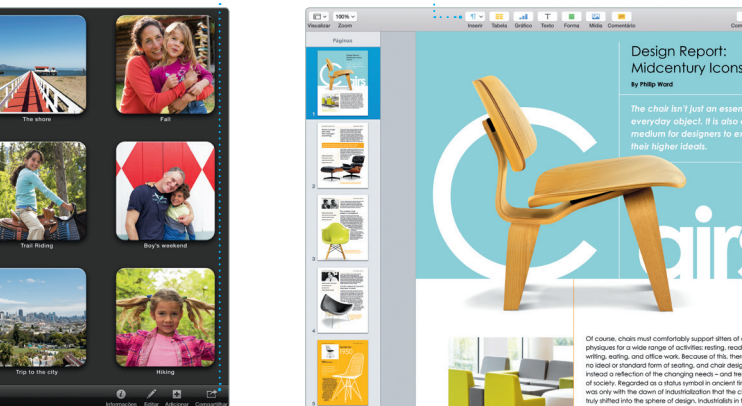 The shore
Fall
Trail Riding
Boy's weekend
Trip to the city
Hiking
Informações Editar Adicionar Compartilhar
100%
Visualizar Zoom Inserir Tabela Gráfico Texto Forma Mídia Comentário
Páginas
1
2
3
4
5
Design Report:
Midcentury Icons
By Philip Ward
The chair isn't just an
everyday object. It is also
medium for designers to
their higher ideals.
C
airs
Of course, chairs must comfortably support sitters of
physiques for a wide range of activities: resting,
writing, eating, and office work. Because of this,
no ideal or standard form of seating, and chair
instead a reflection of the changing needs – and
of society. Regarded as a status symbol in ancient
was only with the dawn of industrialization that the
truly shifted into the sphere of design. Industrialists in